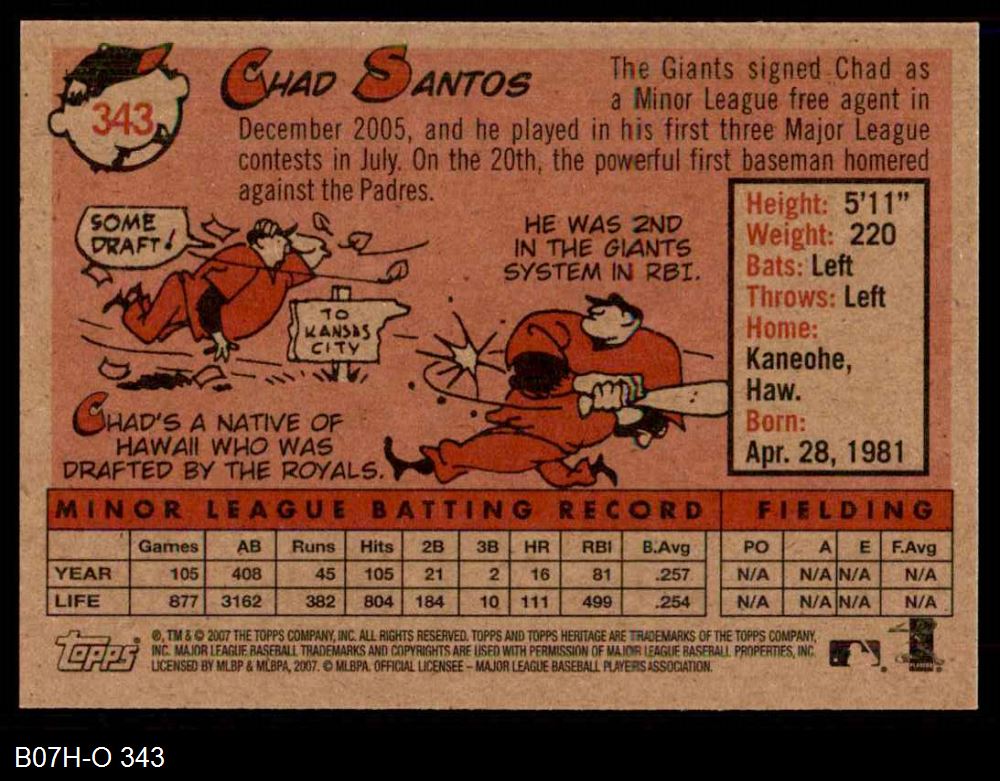 343
CHAD SANTOS
The Giants signed Chad as
a Minor League free agent in
December 2005, and he played in his first three Major League
contests in July. On the 20th, the powerful first baseman homered
against the Padres.
SOME
DRAFT!
TO
KANSAS
CITY
HE WAS 2ND
IN THE GIANTS
SYSTEM IN RBI.
CHAD'S A NATIVE OF
HAWAII WHO WAS
DRAFTED BY THE ROYALS.
Height: 5'11"
Weight: 220
Bats: Left
Throws: Left
Home:
Kaneohe,
Haw.
Born:
Apr. 28, 1981
MINOR LEAGUE BATTING RECORD FIELDING
Games AB Runs Hits 2B 3B HR RBI B.Avg PO A E F.Avg
YEAR 105 408 45 105 21 2 16 81 .257 N/A N/A N/A N/A
LIFE 877 3162 382 804 184 10 111 499 .254 N/A N/A N/A N/A
Topps
®, TM & © 2007 THE TOPPS COMPANY, INC. ALL RIGHTS RESERVED. TOPPS AND TOPPS HERITAGE ARE TRADEMARKS OF THE TOPPS COMPANY,
INC. MAJOR LEAGUE BASEBALL TRADEMARKS AND COPYRIGHTS ARE USED WITH PERMISSION OF MAJOR LEAGUE BASEBALL PROPERTIES, INC.
LICENSED BY MLBP & MLBPA, 2007. © MLBPA. OFFICIAL LICENSEE – MAJOR LEAGUE BASEBALL PLAYERS ASSOCIATION.
PLAYERS
B07H-O 343